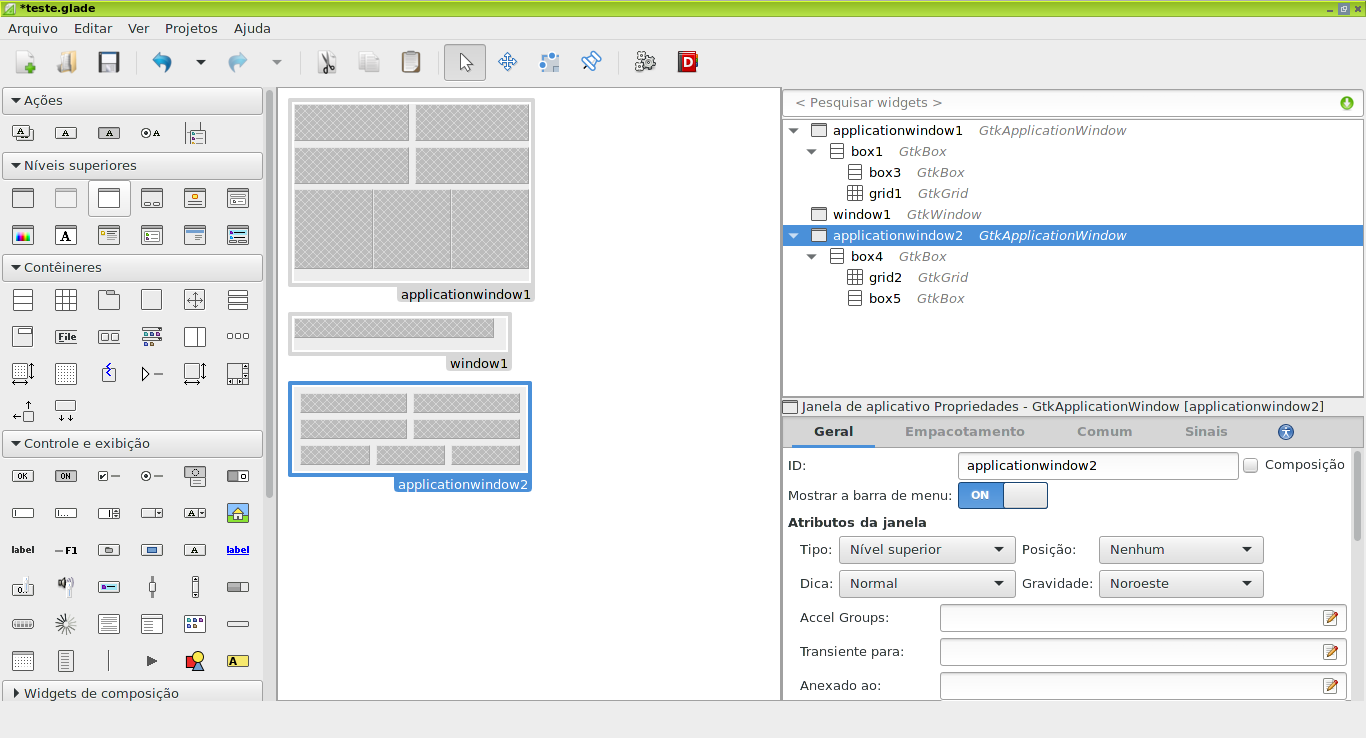 *teste.glade
Arquivo Editar Ver Projetos Ajuda
D
Ações
A A A A
Níveis superiores
A
Contêineres
File
Controle e exibição
OK ON
I I... A
label F1 A label
0..
A
Widgets de composição
applicationwindow1
window1
applicationwindow2
< Pesquisar widgets >
applicationwindow1 GtkApplicationWindow
box1 GtkBox
box3 GtkBox
grid1 GtkGrid
window1 GtkWindow
applicationwindow2 GtkApplicationWindow
box4 GtkBox
grid2 GtkGrid
box5 GtkBox
Janela de aplicativo Propriedades - GtkApplicationWindow [applicationwindow2]
Geral Empacotamento Comum Sinais
ID: applicationwindow2 Composição
Mostrar a barra de menu: ON
Atributos da janela
Tipo: Nível superior Posição: Nenhum
Dica: Normal Gravidade: Noroeste
Accel Groups:
Transiente para:
Anexado ao: